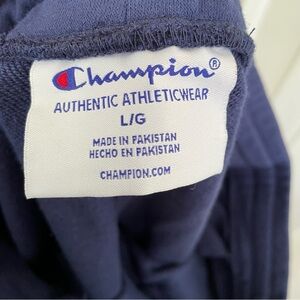 Champion®
AUTHENTIC ATHLETICWEAR
L/G
MADE IN PAKISTAN
HECHO EN PAKISTAN
CHAMPION.COM